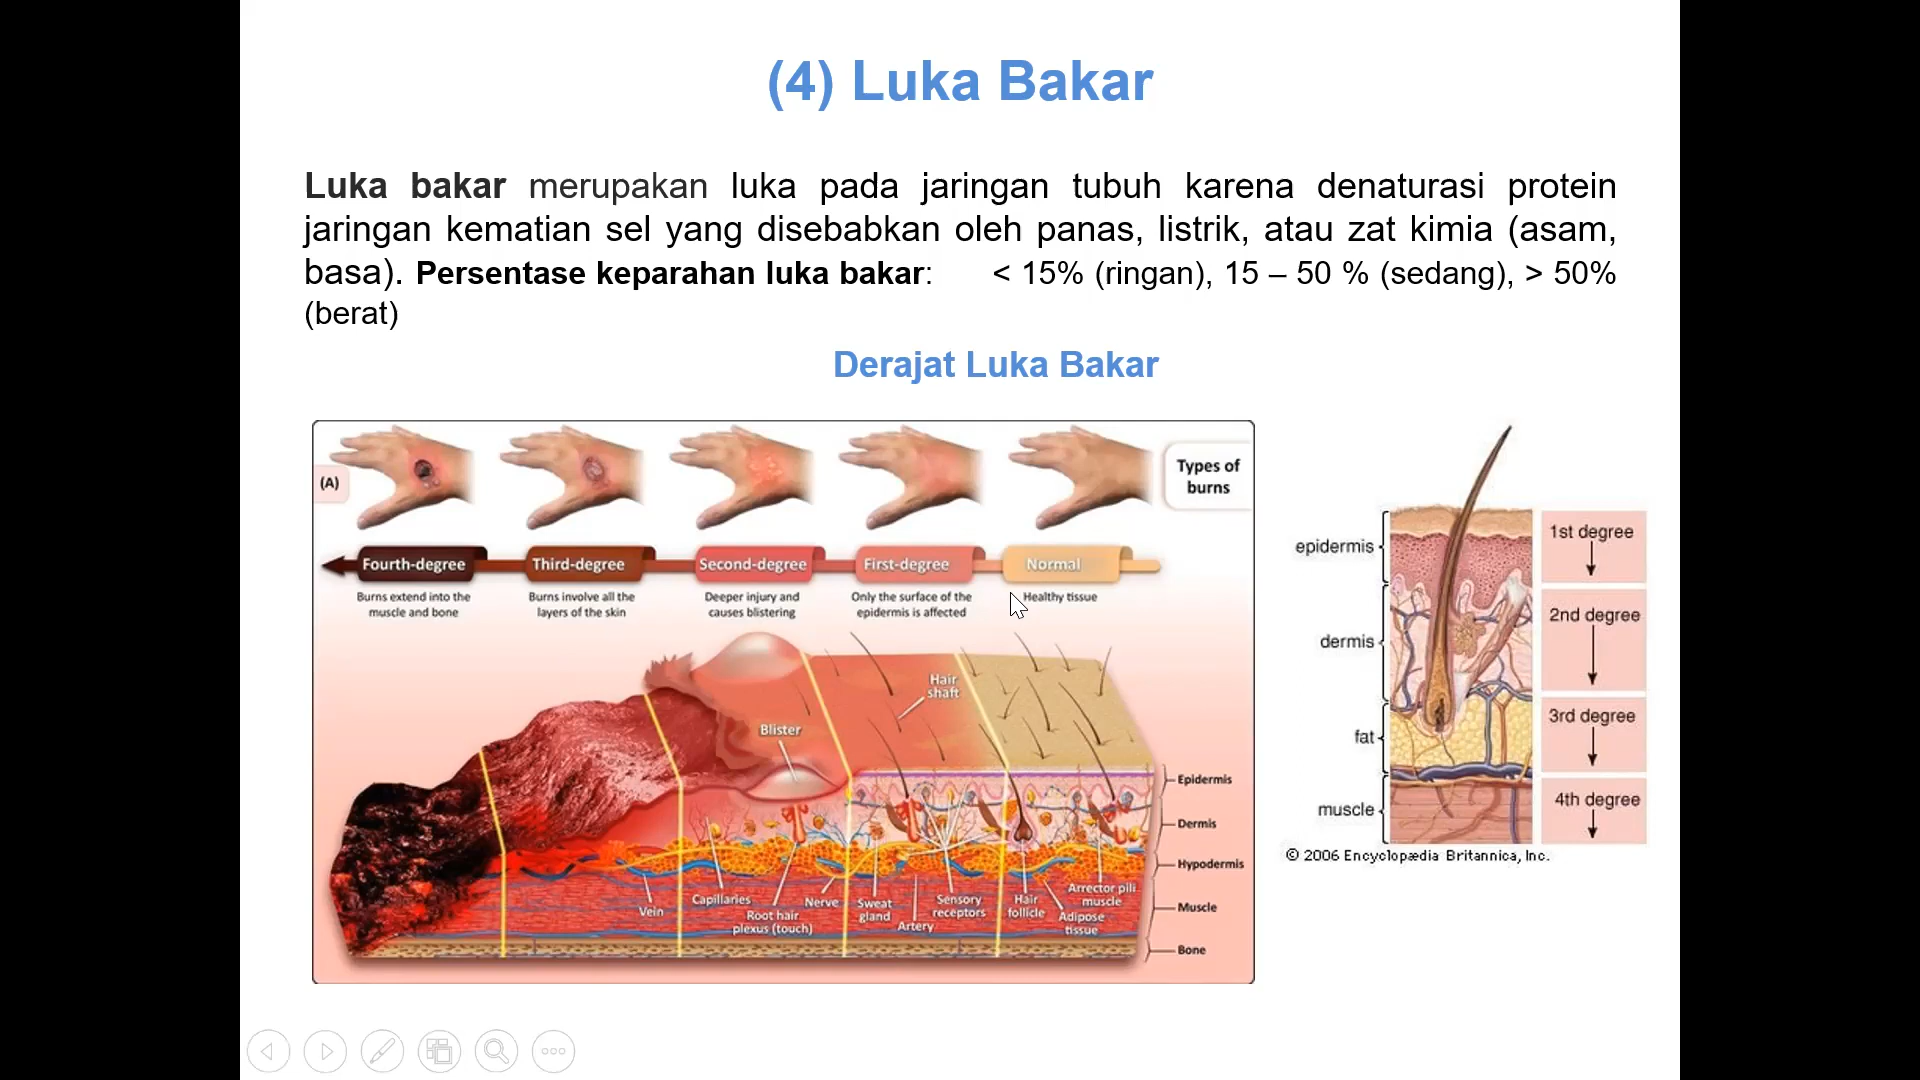 (4) Luka Bakar
Luka bakar merupakan luka pada jaringan tubuh karena denaturasi protein
jaringan kematian sel yang disebabkan oleh panas, listrik, atau zat kimia (asam,
basa). Persentase keparahan luka bakar: < 15% (ringan), 15 – 50 % (sedang), > 50%
(berat)
Derajat Luka Bakar
(A)
Types of
burns
Fourth-degree
Burns extend into the
muscle and bone
Third-degree
Burns involve all the
layers of the skin
Second-degree
Deeper injury and
causes blistering
First-degree
Only the surface of the
epidermis is affected
Normal
Healthy tissue
Hair
shaft
Blister
Epidermis
Dermis
Hypodermis
Muscle
Bone
Vein
Capillaries
Root hair
plexus (touch)
Nerve
Sweat
gland
Artery
Sensory
receptors
Hair
follicle
Adipose
tissue
Arrector pili
muscle
epidermis
dermis
fat
muscle
1st degree
2nd degree
3rd degree
4th degree
© 2006 Encyclopædia Britannica, Inc.